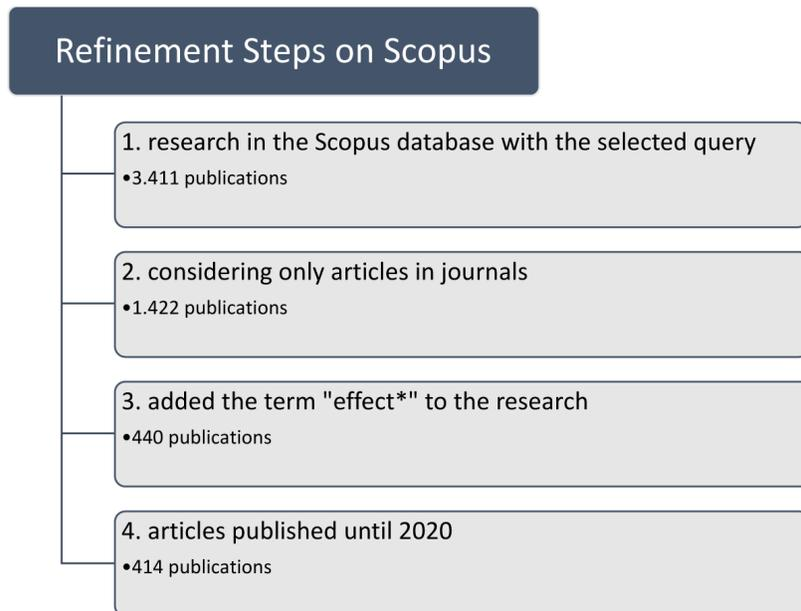 Refinement Steps on Scopus
1. research in the Scopus database with the selected query
•3.411 publications
2. considering only articles in journals
•1.422 publications
3. added the term "effect*" to the research
•440 publications
4. articles published until 2020
•414 publications